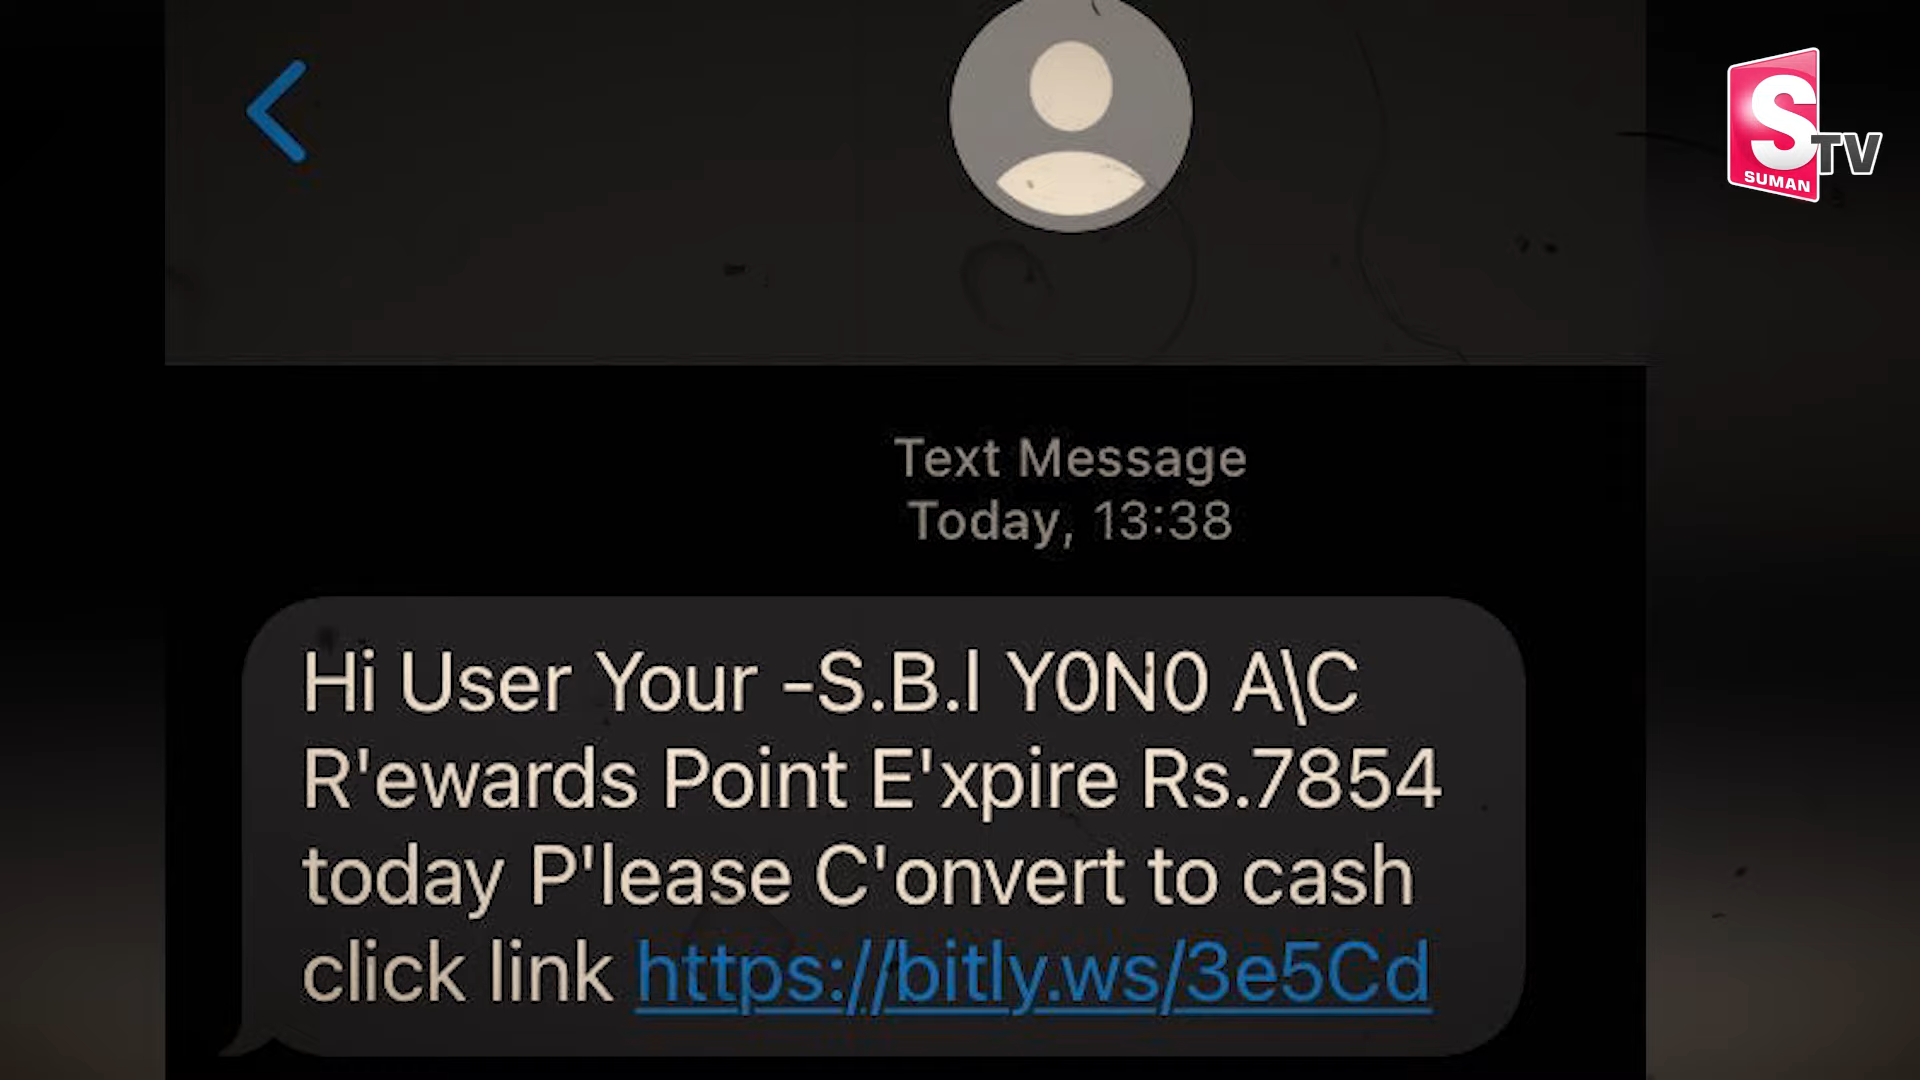 S
TV
SUMAN
Text Message
Today, 13:38
Hi User Your -S.B.I Y0N0 A\C
R'ewards Point E'xpire Rs.7854
today P'lease C'onvert to cash
click link https://bitly.ws/3e5Cd